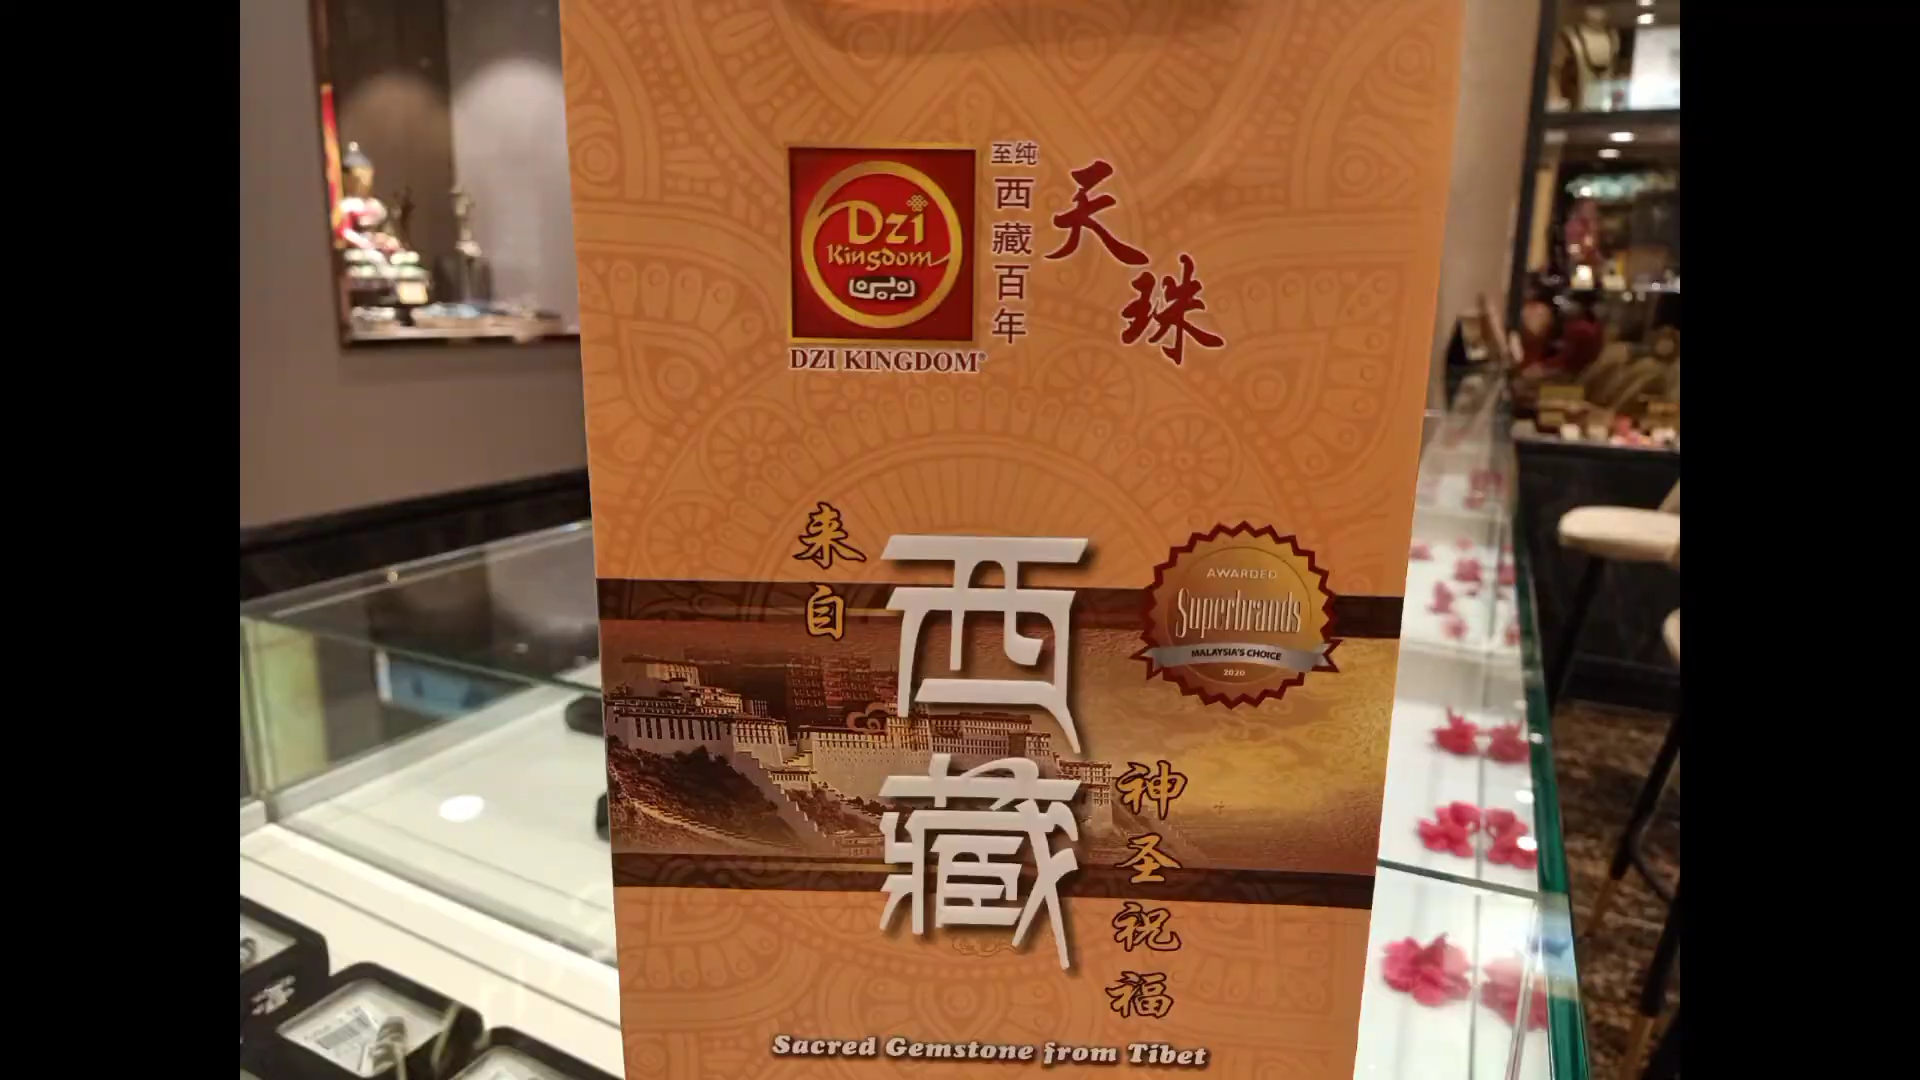 Dzi
Kingdom
DZI KINGDOM®
至纯
西藏百年
天珠
来自
西藏
AWARDED
Superbrands
MALAYSIA'S CHOICE
2020
神圣祝福
Sacred Gemstone from Tibet